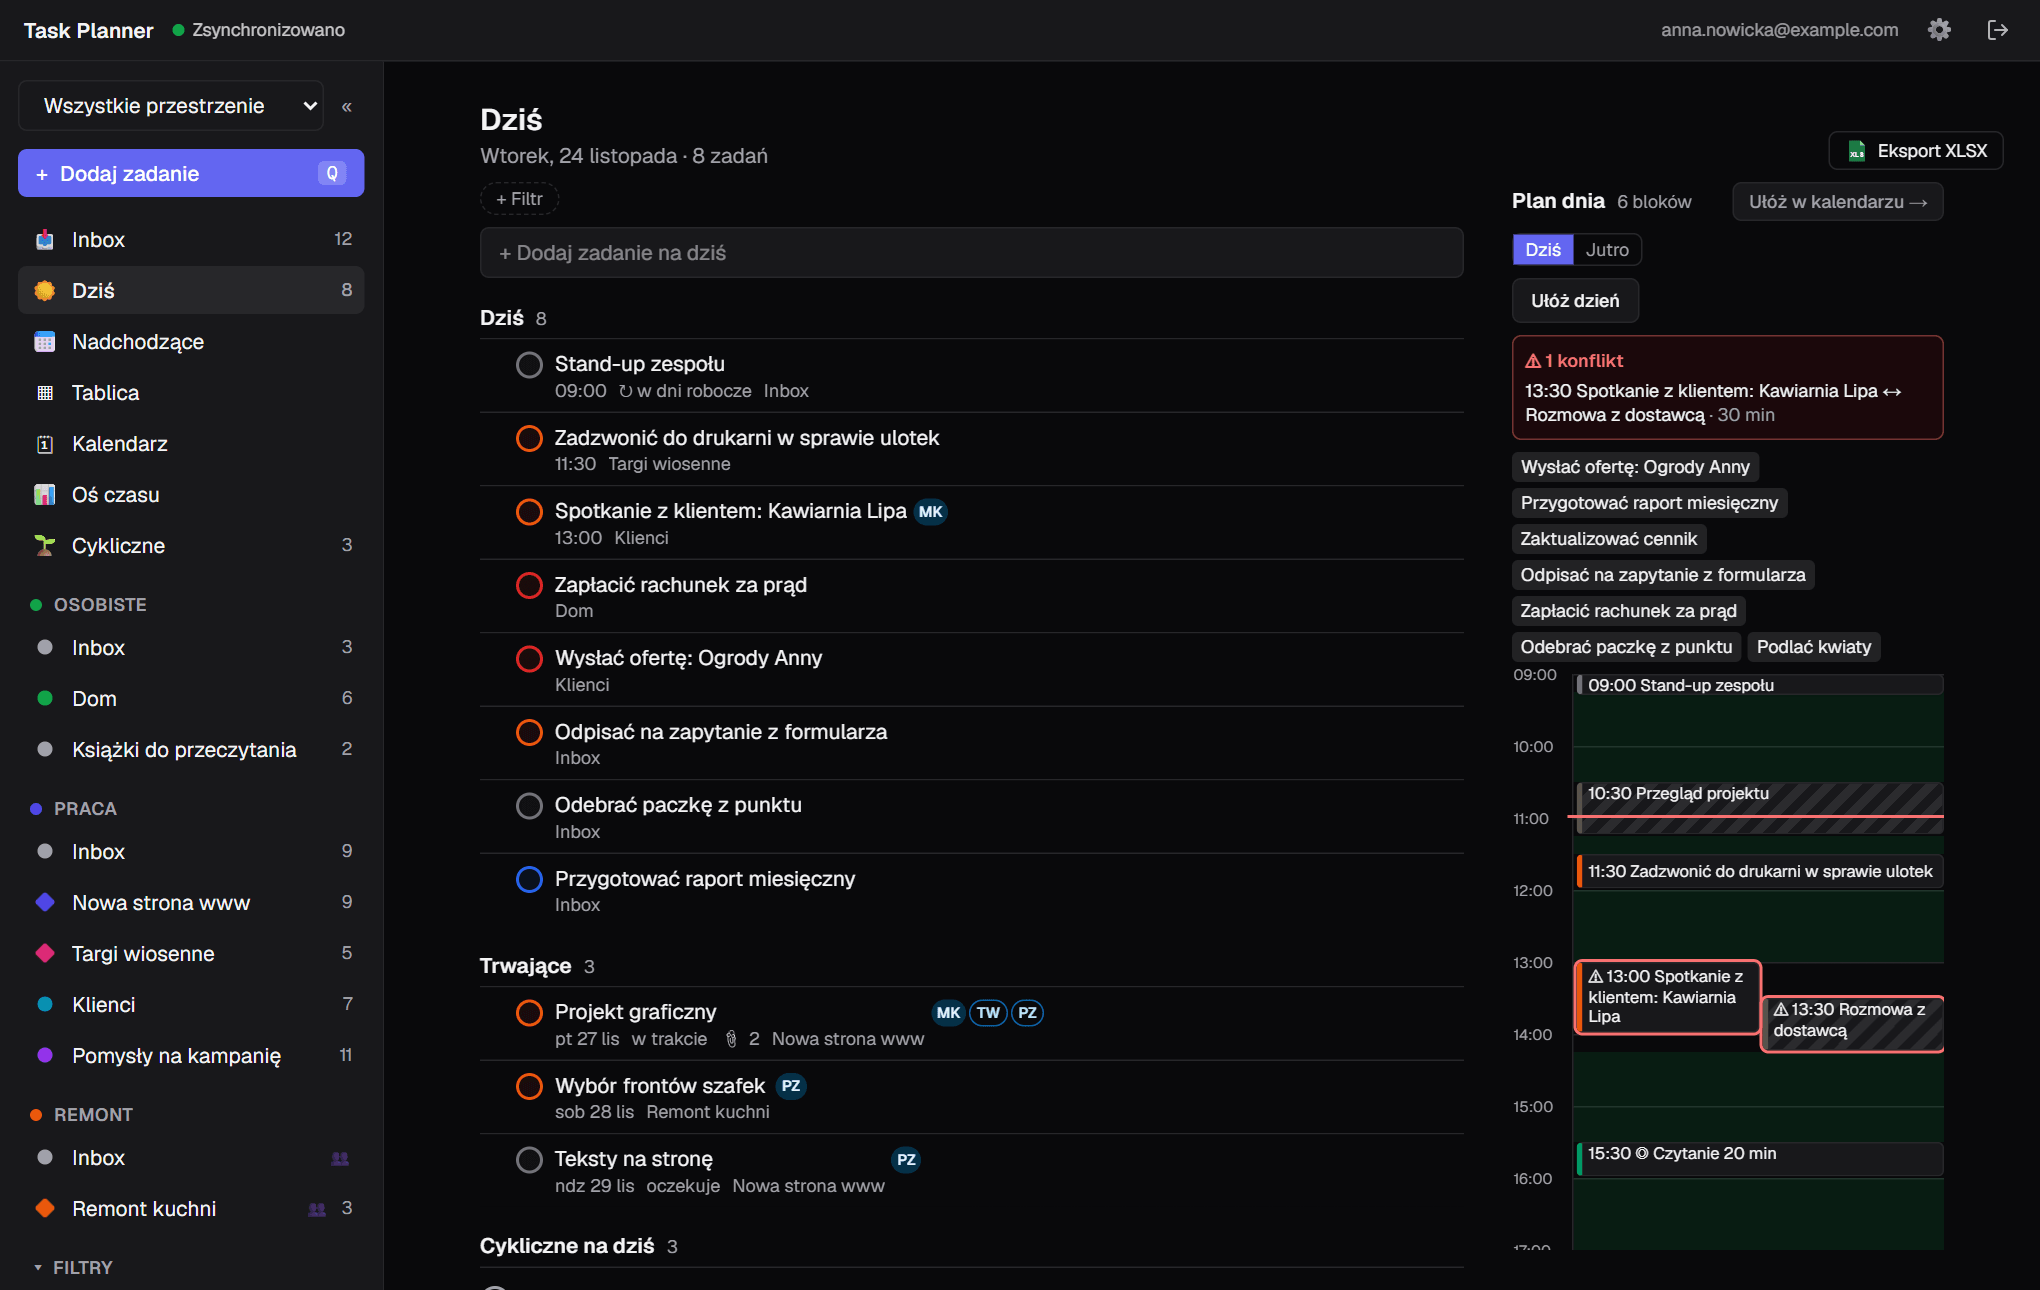 Task Planner
Zsynchronizowano
anna.nowicka@example.com
Wszystkie przestrzenie
«
+ Dodaj zadanie Q
Inbox 12
Dziś 8
Nadchodzące
Tablica
Kalendarz
Oś czasu
Cykliczne 3
OSOBISTE
Inbox 3
Dom 6
Książki do przeczytania 2
PRACA
Inbox 9
Nowa strona www 9
Targi wiosenne 5
Klienci 7
Pomysły na kampanię 11
REMONT
Inbox
Remont kuchni 3
FILTRY
Dziś
Wtorek, 24 listopada · 8 zadań
+ Filtr
+ Dodaj zadanie na dziś
Dziś 8
Stand-up zespołu
09:00 ↻ w dni robocze Inbox
Zadzwonić do drukarni w sprawie ulotek
11:30 Targi wiosenne
Spotkanie z klientem: Kawiarnia Lipa MK
13:00 Klienci
Zapłacić rachunek za prąd
Dom
Wysłać ofertę: Ogrody Anny
Klienci
Odpisać na zapytanie z formularza
Inbox
Odebrać paczkę z punktu
Inbox
Przygotować raport miesięczny
Inbox
Trwające 3
Projekt graficzny MK TW PZ
pt 27 lis w trakcie 2 Nowa strona www
Wybór frontów szafek PZ
sob 28 lis Remont kuchni
Teksty na stronę PZ
ndz 29 lis oczekuje Nowa strona www
Cykliczne na dziś 3
Eksport XLSX
Plan dnia 6 bloków
Ułóż w kalendarzu →
Dziś Jutro
Ułóż dzień
⚠ 1 konflikt
13:30 Spotkanie z klientem: Kawiarnia Lipa ↔
Rozmowa z dostawcą · 30 min
Wysłać ofertę: Ogrody Anny
Przygotować raport miesięczny
Zaktualizować cennik
Odpisać na zapytanie z formularza
Zapłacić rachunek za prąd
Odebrać paczkę z punktu Podlać kwiaty
09:00
09:00 Stand-up zespołu
10:00
10:30 Przegląd projektu
11:00
11:30 Zadzwonić do drukarni w sprawie ulotek
12:00
13:00
⚠ 13:00 Spotkanie z
klientem: Kawiarnia
Lipa
⚠ 13:30 Rozmowa z
dostawcą
14:00
15:00
15:30 ◎ Czytanie 20 min
16:00
17:00